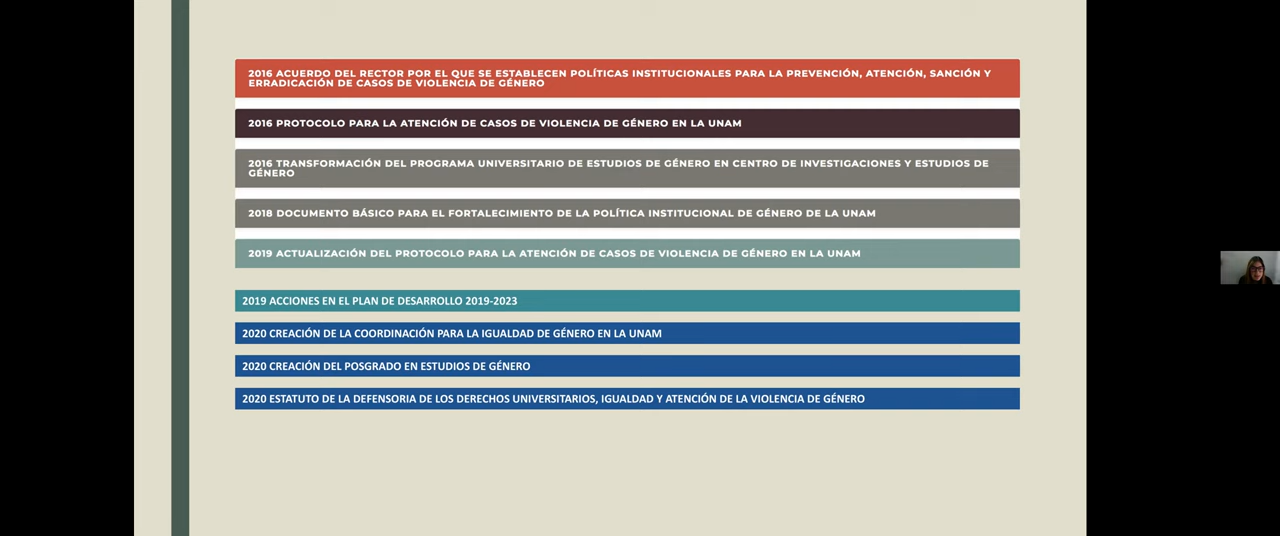 2016 ACUERDO DEL RECTOR POR EL QUE SE ESTABLECEN POLÍTICAS INSTITUCIONALES PARA LA PREVENCIÓN, ATENCIÓN, SANCIÓN Y
ERRADICACIÓN DE CASOS DE VIOLENCIA DE GÉNERO
2016 PROTOCOLO PARA LA ATENCIÓN DE CASOS DE VIOLENCIA DE GÉNERO EN LA UNAM
2016 TRANSFORMACIÓN DEL PROGRAMA UNIVERSITARIO DE ESTUDIOS DE GÉNERO EN CENTRO DE INVESTIGACIONES Y ESTUDIOS DE
GÉNERO
2018 DOCUMENTO BÁSICO PARA EL FORTALECIMIENTO DE LA POLÍTICA INSTITUCIONAL DE GÉNERO DE LA UNAM
2019 ACTUALIZACIÓN DEL PROTOCOLO PARA LA ATENCIÓN DE CASOS DE VIOLENCIA DE GÉNERO EN LA UNAM
2019 ACCIONES EN EL PLAN DE DESARROLLO 2019-2023
2020 CREACIÓN DE LA COORDINACIÓN PARA LA IGUALDAD DE GÉNERO EN LA UNAM
2020 CREACIÓN DEL POSGRADO EN ESTUDIOS DE GÉNERO
2020 ESTATUTO DE LA DEFENSORIA DE LOS DERECHOS UNIVERSITARIOS, IGUALDAD Y ATENCIÓN DE LA VIOLENCIA DE GÉNERO